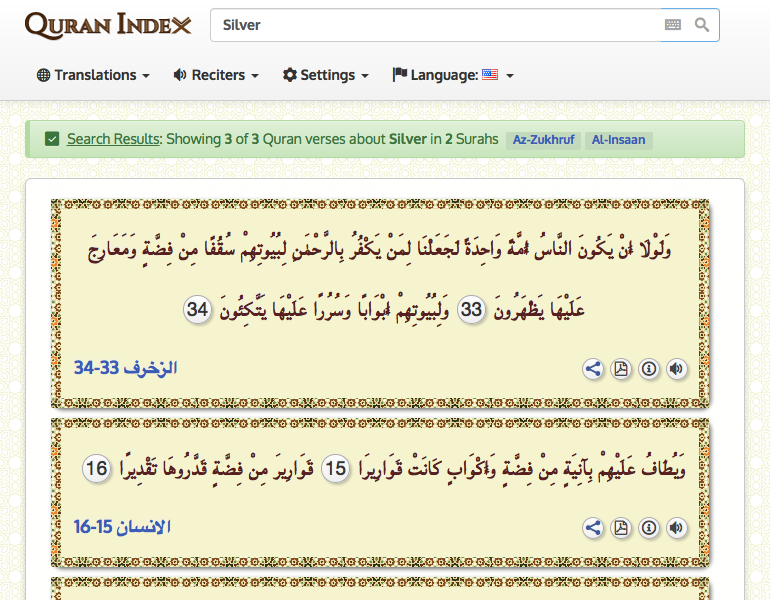 QURAN INDEX
Silver
Translations Reciters Settings Language:
Search Results: Showing 3 of 3 Quran verses about Silver in 2 Surahs Az-Zukhruf Al-Insaan
وَلَوْلَا أَنْ يَكُونَ النَّاسُ أُمَّةً وَاحِدَةً لَجَعَلْنَا لِمَنْ يَكْفُرُ بِالرَّحْمَٰنِ لِبُيُوتِهِمْ سُقُفًا مِنْ فِضَّةٍ وَمَعَارِجَ
عَلَيْهَا يَظْهَرُونَ 33 وَلِبُيُوتِهِمْ أَبْوَابًا وَسُرُرًا عَلَيْهَا يَتَّكِئُونَ 34
الزخرف 33-34
وَيُطَافُ عَلَيْهِمْ بِآنِيَةٍ مِنْ فِضَّةٍ وَأَكْوَابٍ كَانَتْ قَوَارِيرَا 15 قَوَارِيرَ مِنْ فِضَّةٍ قَدَّرُوهَا تَقْدِيرًا 16
الانسان 15-16